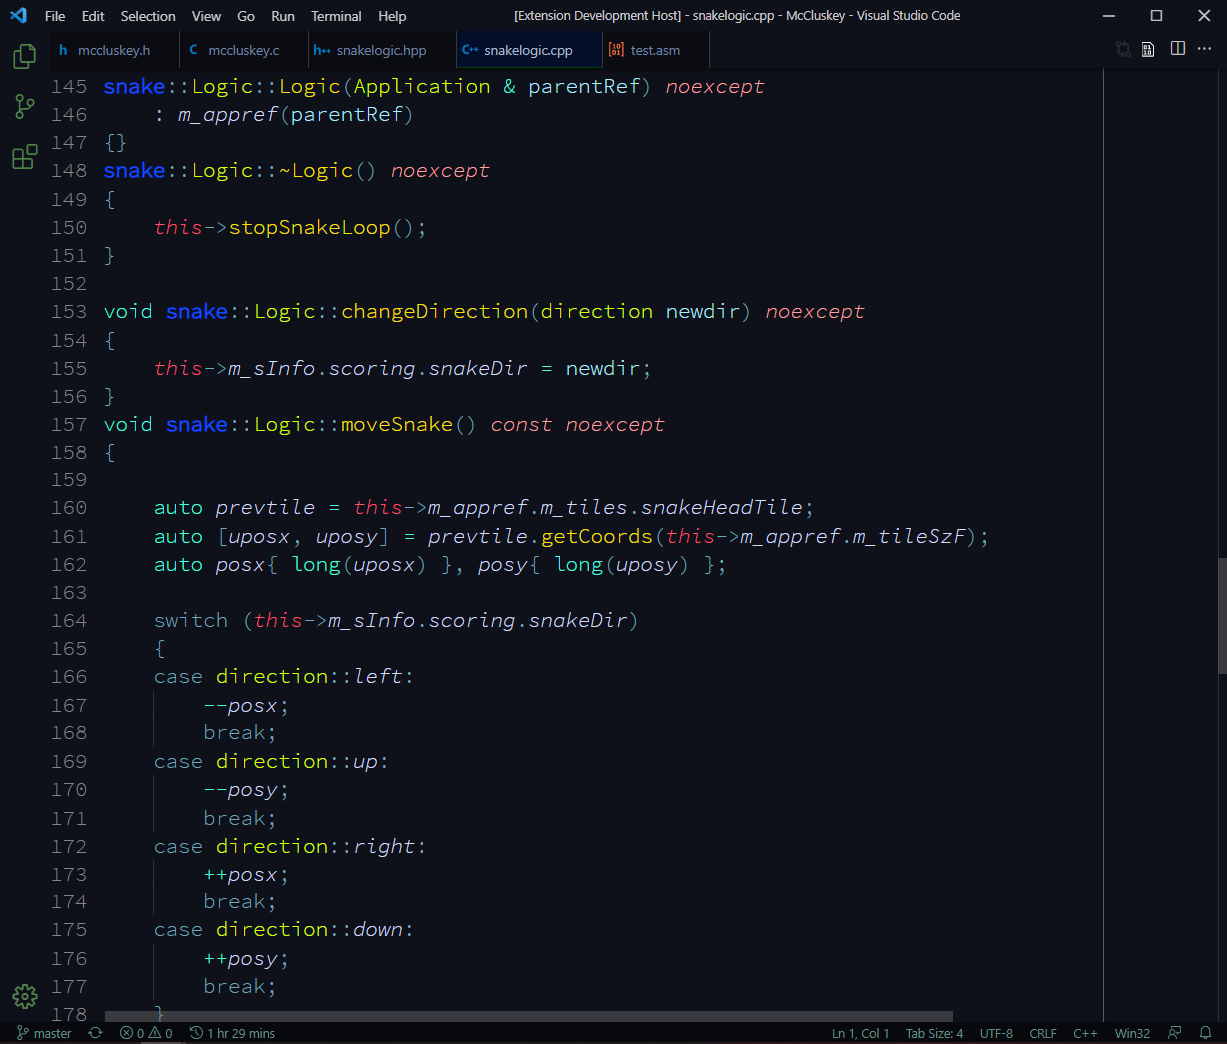 File Edit Selection View Go Run Terminal Help [Extension Development Host] - snakelogic.cpp - McCluskey - Visual Studio Code
h mccluskey.h C mccluskey.c h++ snakelogic.hpp C++ snakelogic.cpp test.asm
145 snake::Logic::Logic(Application & parentRef) noexcept
146     : m_appref(parentRef)
147 {}
148 snake::Logic::~Logic() noexcept
149 {
150     this->stopSnakeLoop();
151 }
152
153 void snake::Logic::changeDirection(direction newdir) noexcept
154 {
155     this->m_sInfo.scoring.snakeDir = newdir;
156 }
157 void snake::Logic::moveSnake() const noexcept
158 {
159
160     auto prevtile = this->m_appref.m_tiles.snakeHeadTile;
161     auto [uposx, uposy] = prevtile.getCoords(this->m_appref.m_tileSzF);
162     auto posx{ long(uposx) }, posy{ long(uposy) };
163
164     switch (this->m_sInfo.scoring.snakeDir)
165     {
166     case direction::left:
167         --posx;
168         break;
169     case direction::up:
170         --posy;
171         break;
172     case direction::right:
173         ++posx;
174         break;
175     case direction::down:
176         ++posy;
177         break;
178     }
master 0 0 1 hr 29 mins Ln 1, Col 1 Tab Size: 4 UTF-8 CRLF C++ Win32